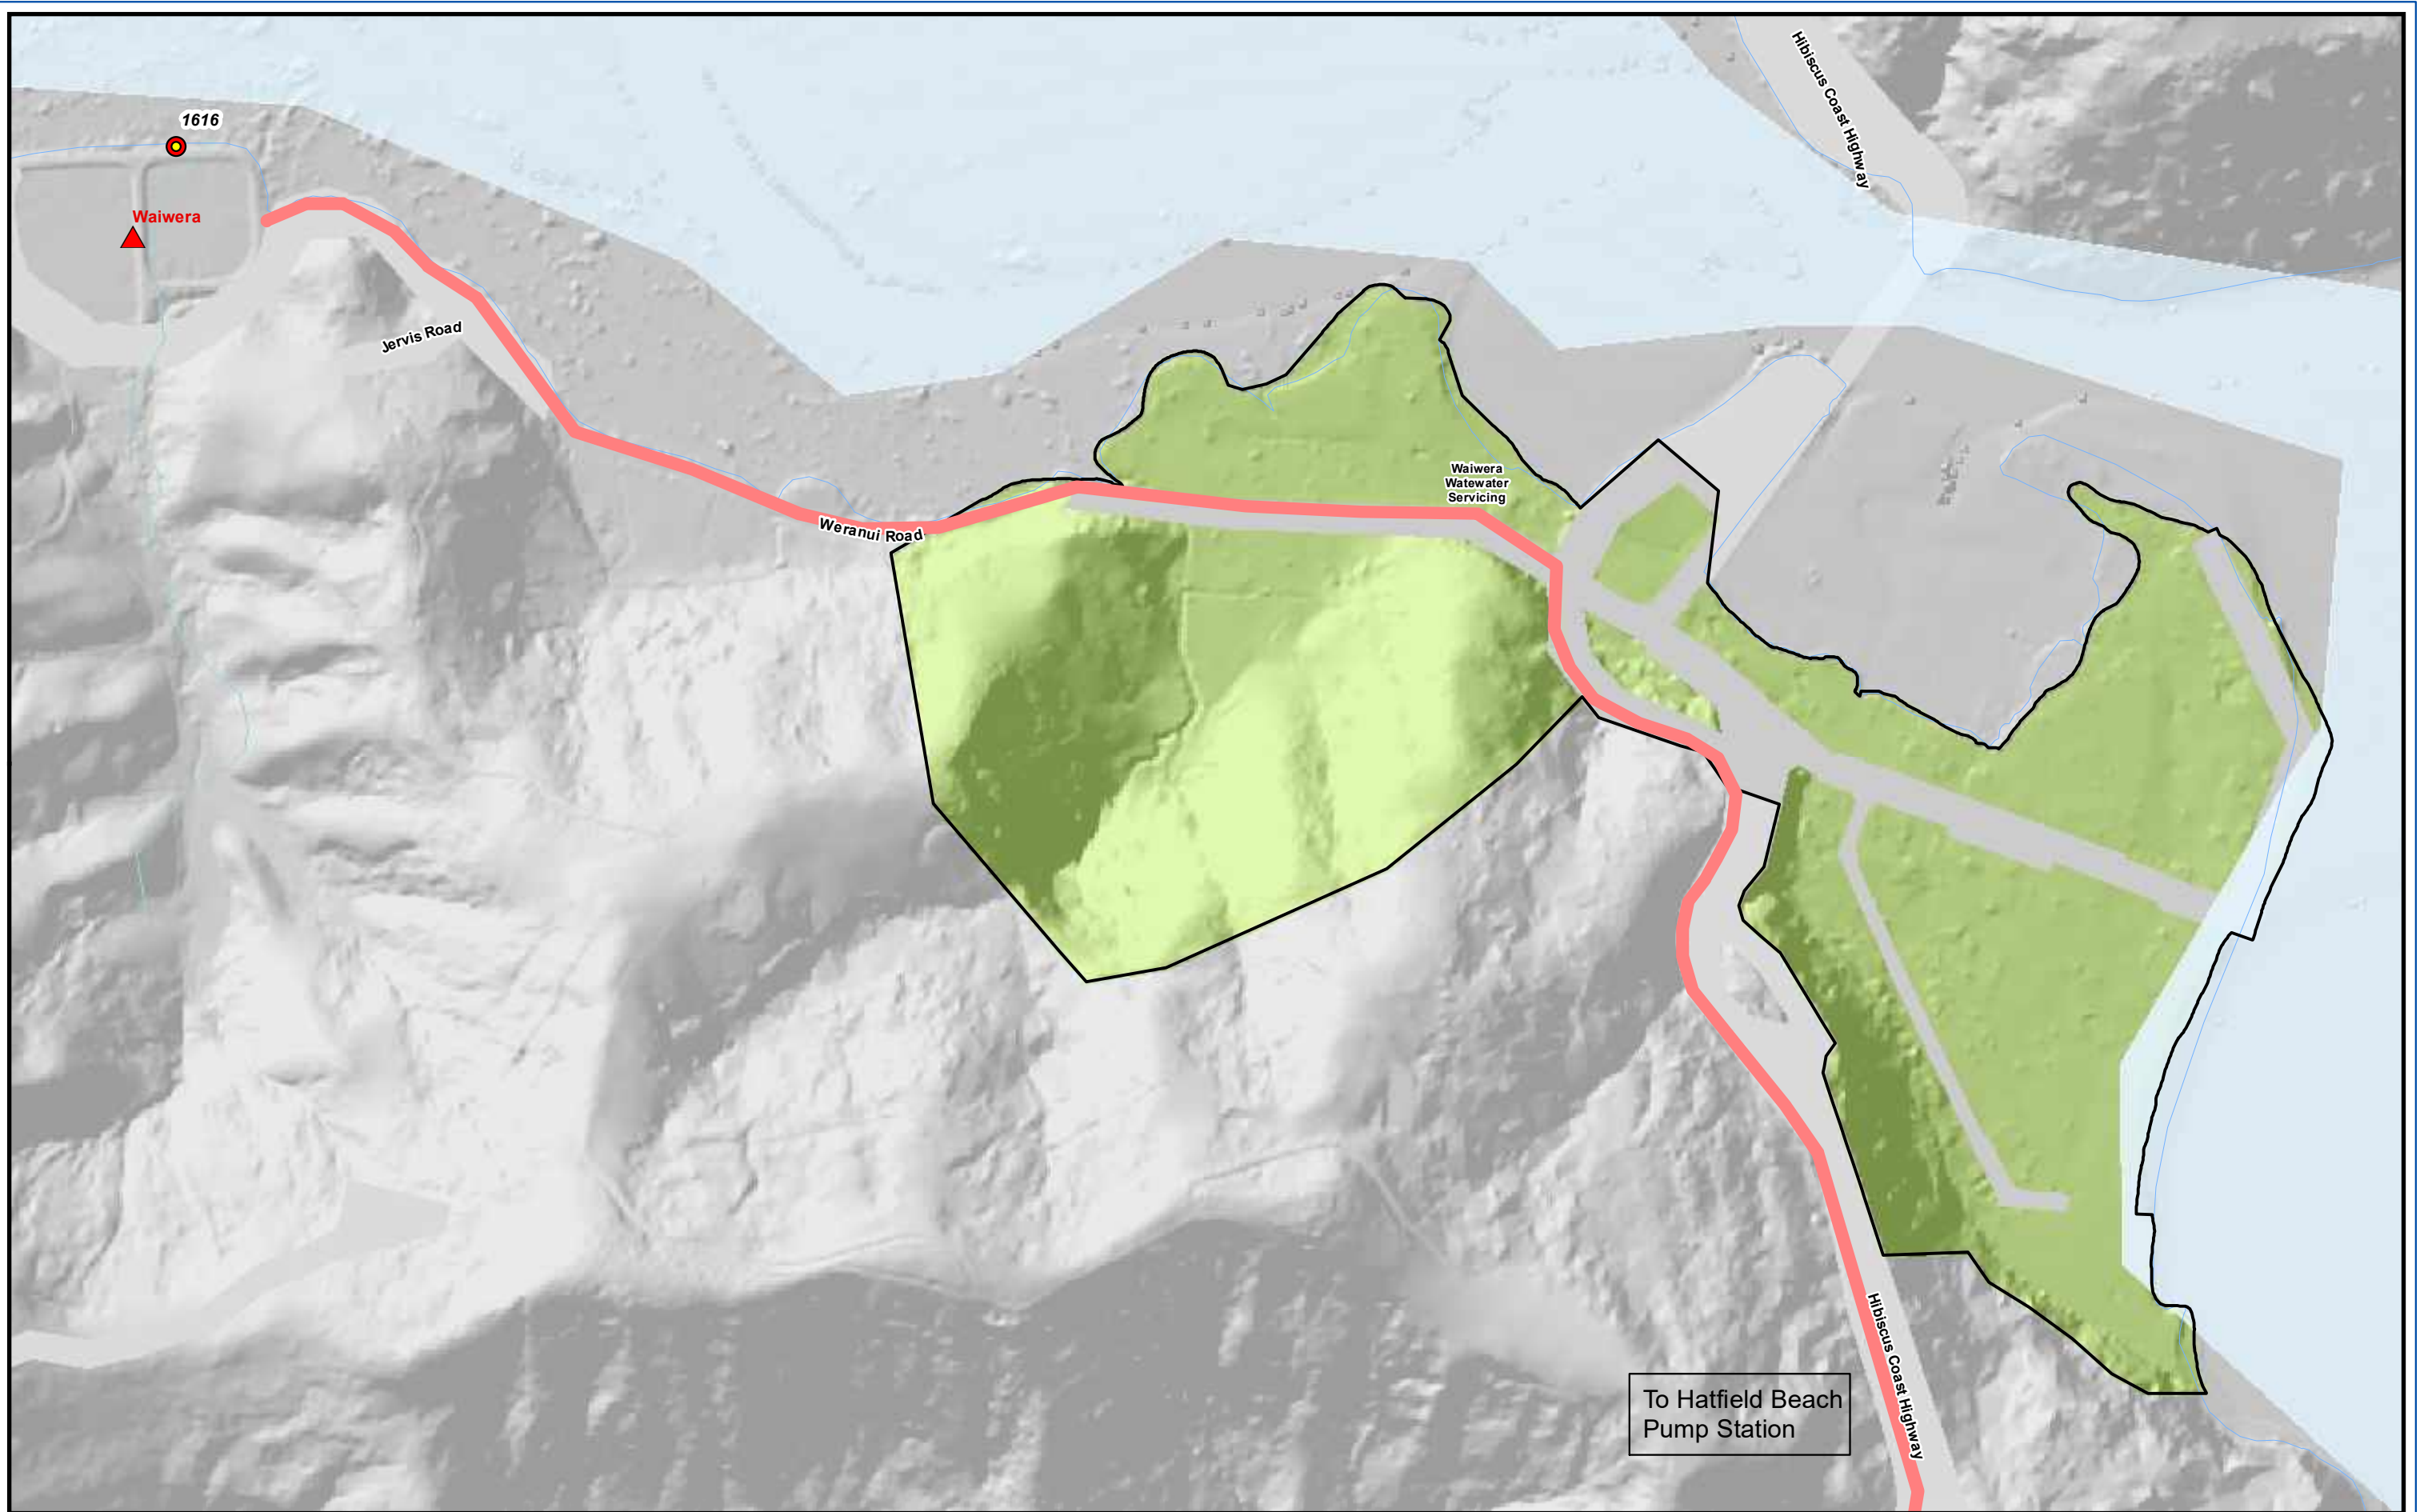 Hibiscus Coast Highway
1616
Waiwera
Jervis Road
Waiwera
Watewater
Servicing
Weranui Road
Hibiscus Coast Highway
To Hatfield Beach
Pump Station